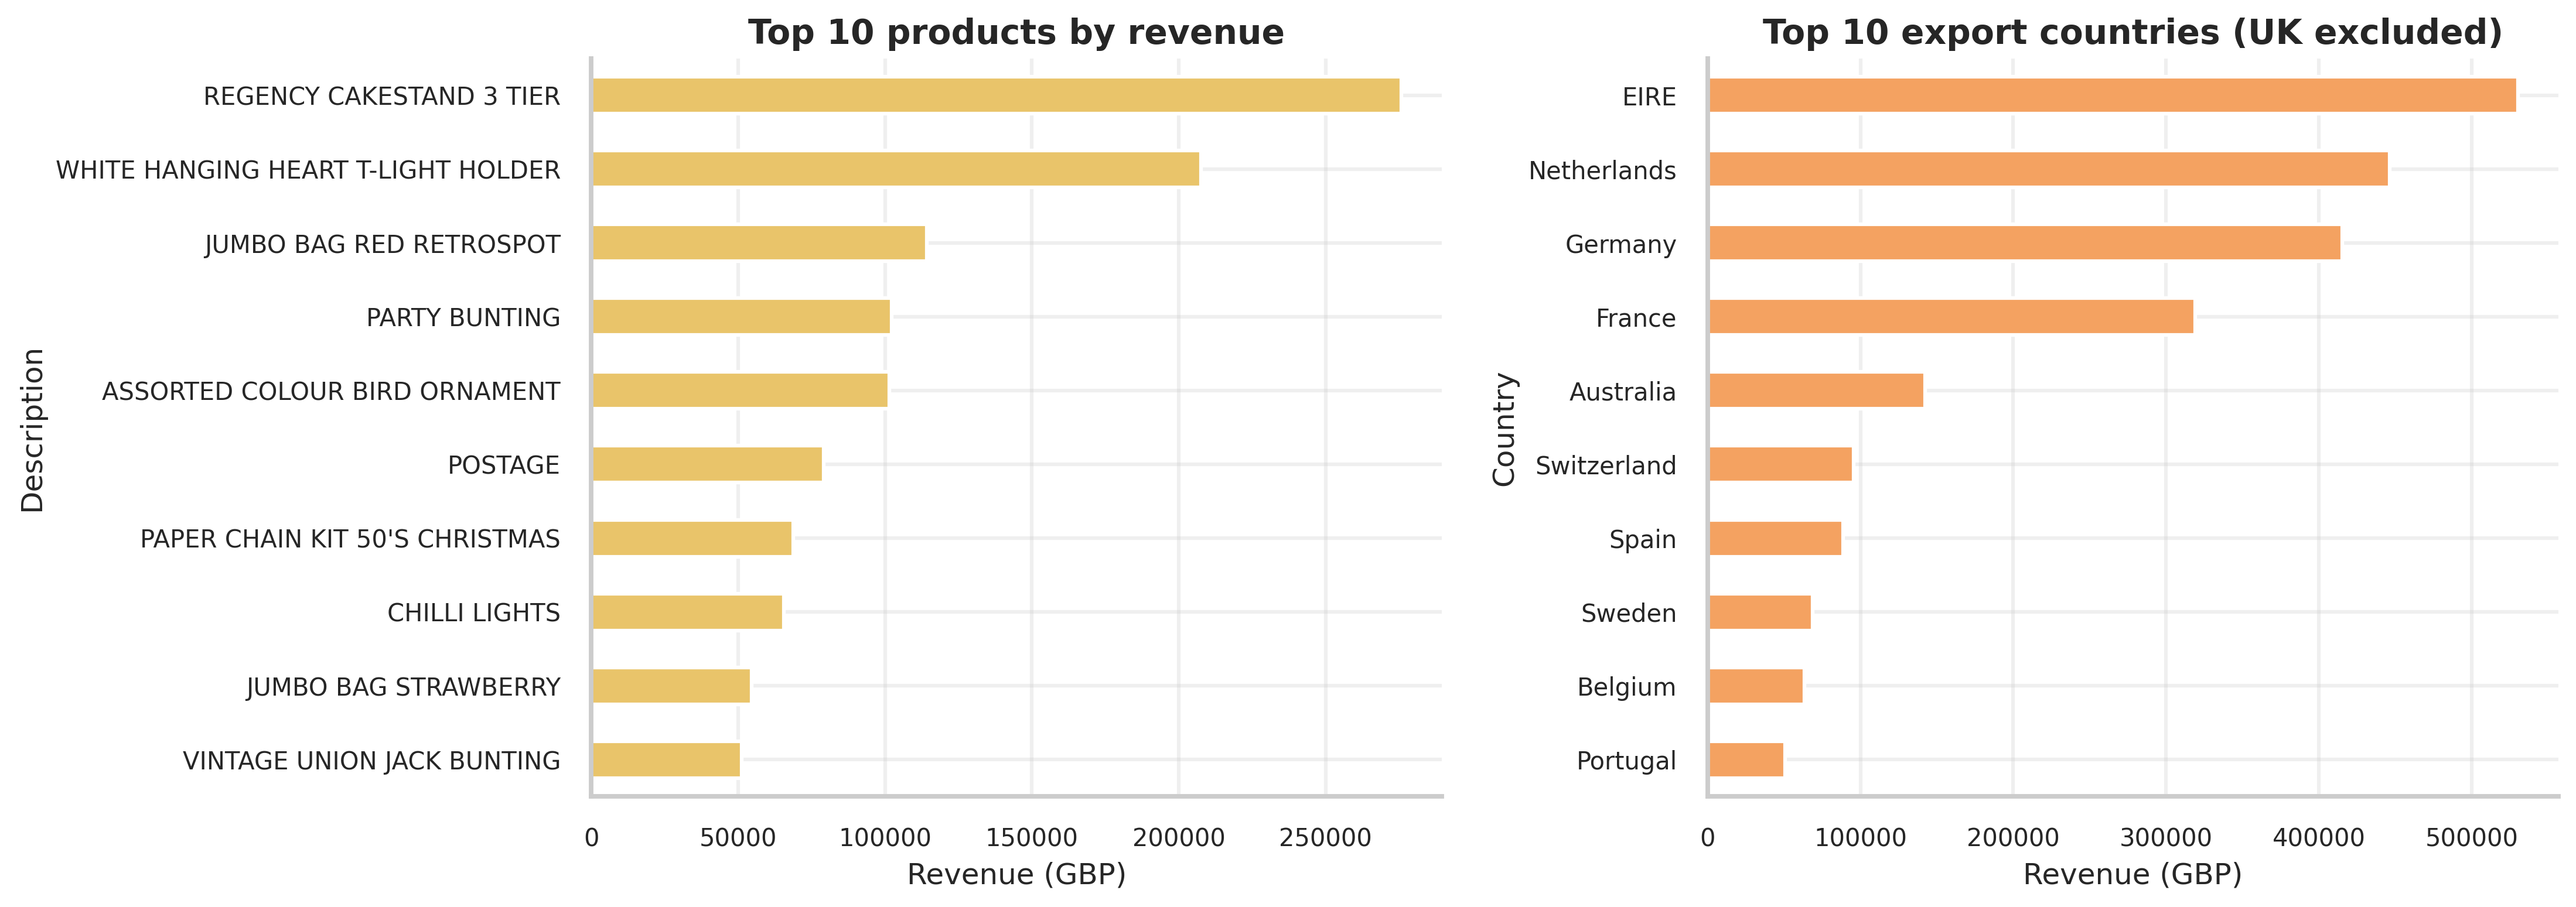 Top 10 products by revenue
Description
REGENCY CAKESTAND 3 TIER
WHITE HANGING HEART T-LIGHT HOLDER
JUMBO BAG RED RETROSPOT
PARTY BUNTING
ASSORTED COLOUR BIRD ORNAMENT
POSTAGE
PAPER CHAIN KIT 50'S CHRISTMAS
CHILLI LIGHTS
JUMBO BAG STRAWBERRY
VINTAGE UNION JACK BUNTING
0 50000 100000 150000 200000 250000
Revenue (GBP)
Top 10 export countries (UK excluded)
Country
EIRE
Netherlands
Germany
France
Australia
Switzerland
Spain
Sweden
Belgium
Portugal
0 100000 200000 300000 400000 500000
Revenue (GBP)